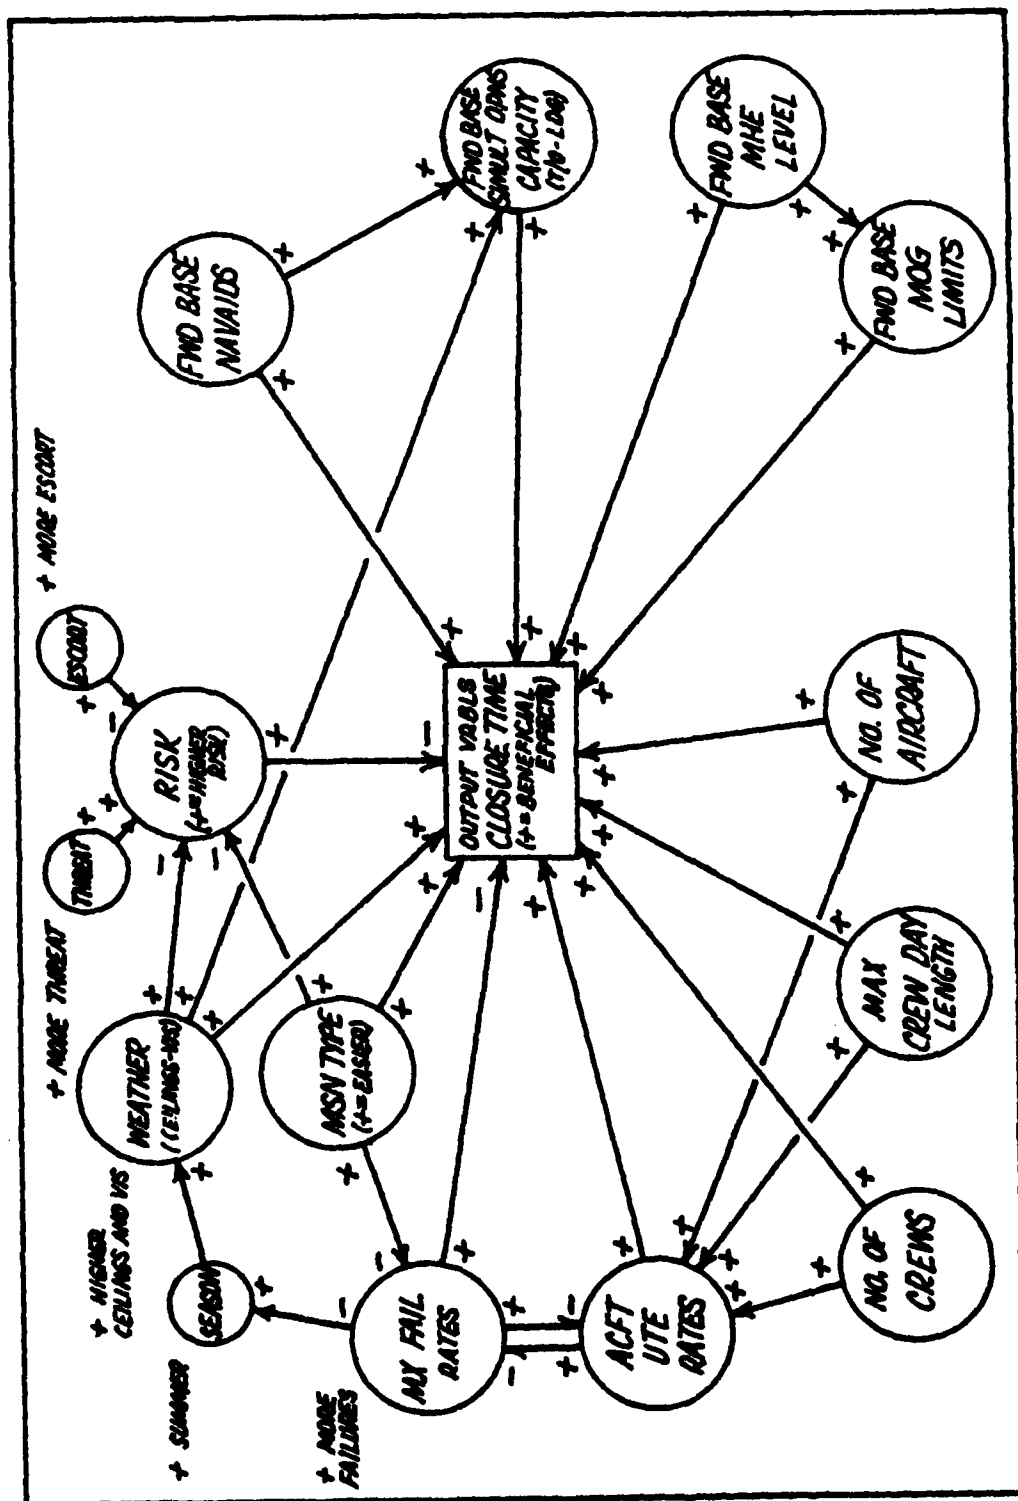 + SUMMER
+ HIGHER
CEILINGS AND VIS
+ MORE THREAT
+ MORE ESCORT
+ MORE
FAILURES
SEASON
+
+
WEATHER
(CEILINGS-VIS)
+
+
+
+
THREAT
+
+
ESCORT
+
-
RISK
(+=HIGHER
RISK)
-
-
+
FWD BASE
NAVAIDS
+
+
FWD BASE
SIMULT OPNS
CAPACITY
(T/O-LDG)
+
+
+
MX FAIL
RATES
-
-
+
+
-
MSN TYPE
(+=EASIER)
+
+
+
OUTPUT VABLS
CLOSURE TIME
(+=BENEFICIAL
EFFECTS)
-
+
+
-
+
+
+
+
+
+
+
+
FWD BASE
MHE
LEVEL
+
+
ACFT
UTE
RATES
-
+
+
+
+
+
FWD BASE
MOG
LIMITS
+
+
NO. OF
CREWS
+
+
MAX
CREW DAY
LENGTH
+
+
NO. OF
AIRCRAFT
+
+